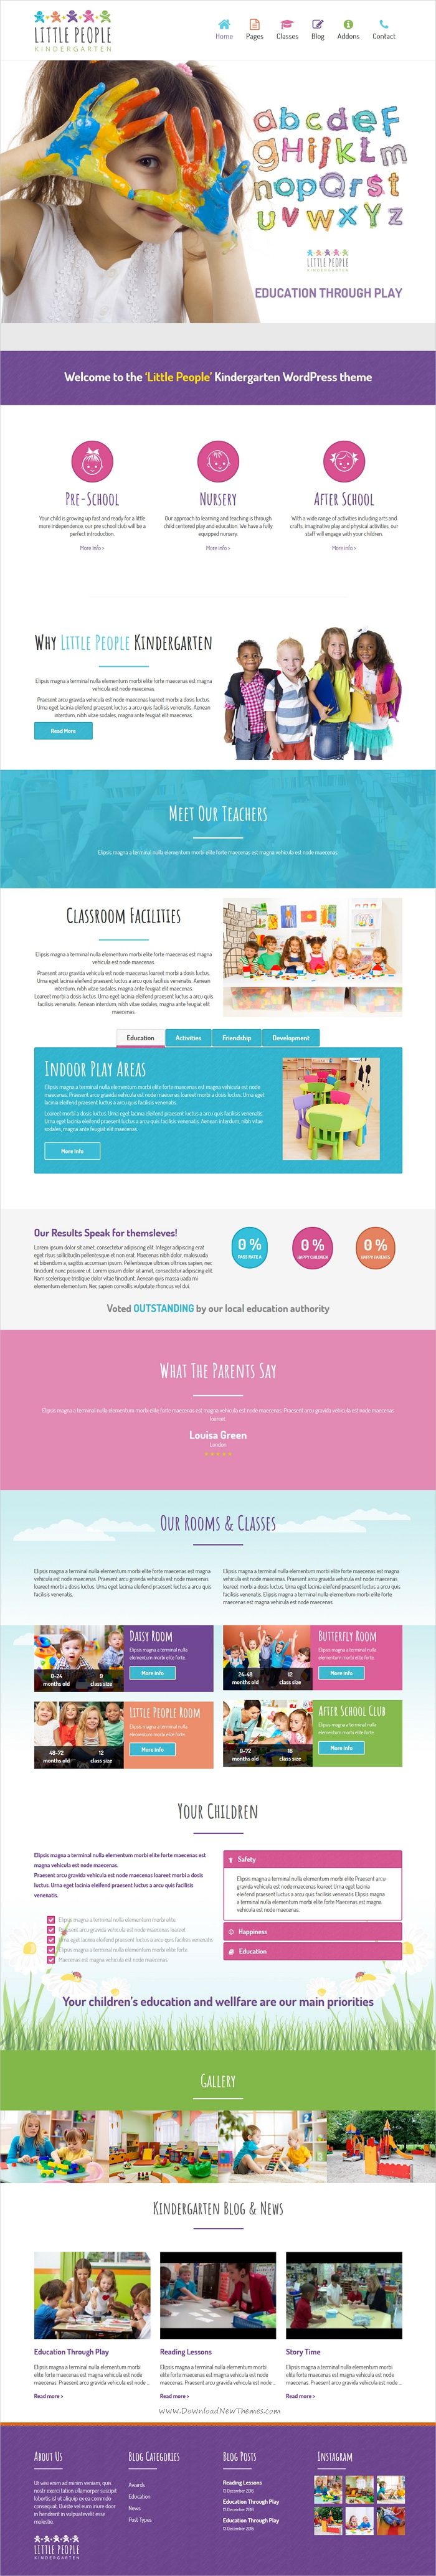 LITTLE PEOPLE
KINDERGARTEN
Home
Pages
Classes
Blog
Addons
Contact
abcdef
ghijklm
nopqrst
uvwxyz
LITTLE PEOPLE
KINDERGARTEN
EDUCATION THROUGH PLAY
Welcome to the 'Little People' Kindergarten WordPress theme
Pre-School
Your child is growing up fast and ready for a little
more independence, our pre school club will be a
perfect introduction.
More Info >
Nursery
Our approach to learning and teaching is through
child centered play and education. We have a fully
equipped nursery.
More info >
After School
With a wide range of activities including arts and
crafts, imaginative play and physical activities, our
staff will engage with your children.
More info >
Why Little People Kindergarten
Elipsis magna a terminal nulla elementum morbi elite forte maecenas est magna
vehicula est node maecenas.
Praesent arcu gravida vehicula est node maecenas loareet morbi a dosis luctus.
Urna eget lacinia eleifend praesent luctus a arcu quis facilisis venenatis. Aenean
interdum, nibh vitae sodales, magna ante feugiat elit maecenas.
Read More
Meet Our Teachers
Elipsis magna a terminal nulla elementum morbi elite forte maecenas est magna vehicula est node maecenas.
Classroom Facilities
Elipsis magna a terminal nulla elementum morbi elite forte maecenas est magna
vehicula est node maecenas.
Praesent arcu gravida vehicula est node maecenas loareet morbi a dosis luctus.
Urna eget lacinia eleifend praesent luctus a arcu quis facilisis venenatis. Aenean
interdum, nibh vitae sodales, magna ante feugiat elit maecenas.
Loareet morbi a dosis luctus. Urna eget lacinia eleifend praesent luctus a arcu quis
facilisis venenatis. Aenean interdum, nibh vitae sodales, magna ante feugiat elit
maecenas.
Education
Activities
Friendship
Development
Indoor Play Areas
Elipsis magna a terminal nulla elementum morbi elite forte maecenas est magna vehicula est node
maecenas. Praesent arcu gravida vehicula est node maecenas loareet morbi a dosis luctus. Urna eget
lacinia eleifend praesent luctus a arcu quis facilisis venenatis.
Loareet morbi a dosis luctus. Urna eget lacinia eleifend praesent luctus a arcu quis facilisis venenatis.
Urna eget lacinia eleifend praesent luctus a arcu quis facilisis venenatis. Aenean interdum, nibh vitae
sodales, magna ante feugiat elit maecenas.
More Info
Our Results Speak for themsleves!
Lorem ipsum dolor sit amet, consectetur adipiscing elit. Integer adipiscing erat
eget risus sollicitudin pellentesque et non erat. Maecenas nibh dolor, malesuada
et bibendum a, sagittis accumsan ipsum. Pellentesque ultrices ultrices sapien, nec
tincidunt nunc posuere ut. Lorem ipsum dolor sit amet, consectetur adipiscing elit.
Nam scelerisque tristique dolor vitae tincidunt. Aenean quis massa uada mi
elementum elementum. Nec sapien convallis vulputate rhoncus vel dui.
0 %
PASS RATE A
0 %
HAPPY CHILDREN
0 %
HAPPY PARENTS
Voted OUTSTANDING by our local education authority
What The Parents Say
Elipsis magna a terminal nulla elementum morbi elite forte maecenas est magna vehicula est node maecenas. Praesent arcu gravida vehicula est node maecenas
loareet.
Louisa Green
London
Our Rooms & Classes
Elipsis magna a terminal nulla elementum morbi elite forte maecenas est magna
vehicula est node maecenas. Praesent arcu gravida vehicula est node maecenas
loareet morbi a dosis luctus. Urna eget lacinia eleifend praesent luctus a arcu quis
facilisis venenatis.
Elipsis magna a terminal nulla elementum morbi elite forte maecenas est magna
vehicula est node maecenas. Praesent arcu gravida vehicula est node maecenas
loareet morbi a dosis luctus. Urna eget lacinia eleifend praesent luctus a arcu quis
facilisis venenatis. Elipsis magna a terminal nulla elementum morbi elite forte
maecenas est magna vehicula est node maecenas.
0-24
months old
9
class size
Daisy Room
Elipsis magna a terminal nulla
elementum morbi elite forte.
More info
24-48
months old
12
class size
Butterfly Room
Elipsis magna a terminal nulla
elementum morbi elite forte.
More info
48-72
months old
12
class size
Little People Room
Elipsis magna a terminal nulla
elementum morbi elite forte.
More info
0-72
months old
18
class size
After School Club
Elipsis magna a terminal nulla
elementum morbi elite forte.
More info
Your Children
Elipsis magna a terminal nulla elementum morbi elite forte maecenas est
magna vehicula est node maecenas.
Praesent arcu gravida vehicula est node maecenas loareet morbi a dosis
luctus. Urna eget lacinia eleifend praesent luctus a arcu quis facilisis
venenatis.
Elipsis magna a terminal nulla elementum morbi elite
Praesent arcu gravida vehicula est node maecenas loareet
Urna eget lacinia eleifend praesent luctus a arcu quis facilisis venenatis
Elipsis magna a terminal nulla elementum morbi elite forte
Maecenas est magna vehicula est node maecenas
Safety
Elipsis magna a terminal nulla elementum morbi elite Praesent arcu
gravida vehicula est node maecenas loareet Urna eget lacinia
eleifend praesent luctus a arcu quis facilisis venenatis Elipsis magna
a terminal nulla elementum morbi elite forte Maecenas est magna
vehicula est node maecenas.
Happiness
Education
Your children's education and wellfare are our main priorities
Gallery
Kindergarten Blog & News
Education Through Play
Elipsis magna a terminal nulla elementum morbi
elite forte maecenas est magna vehicula est node
maecenas. Praesent arcu gravida vehicula est node ...
Read more >
Reading Lessons
Elipsis magna a terminal nulla elementum morbi
elite forte maecenas est magna vehicula est node
maecenas. Praesent arcu gravida vehicula est node ...
Read more >
Story Time
Elipsis magna a terminal nulla elementum morbi
elite forte maecenas est magna vehicula est node
maecenas. Praesent arcu gravida vehicula est node ...
Read more >
www.DownloadNewThemes.com
About Us
Ut wisi enim ad minim veniam, quis
nostr exerci tation ullamcorper suscipit
lobortis nisl ut aliquip ex ea commodo
consequat. Duiste vel eum iriure dolor
in hendrerit in vulputatevelit esse
molestie.
LITTLE PEOPLE
KINDERGARTEN
Blog Categories
Awards
Education
News
Post Types
Blog Posts
Reading Lessons
13 December 2016
Education Through Play
13 December 2016
Education Through Play
13 December 2016
Instagram